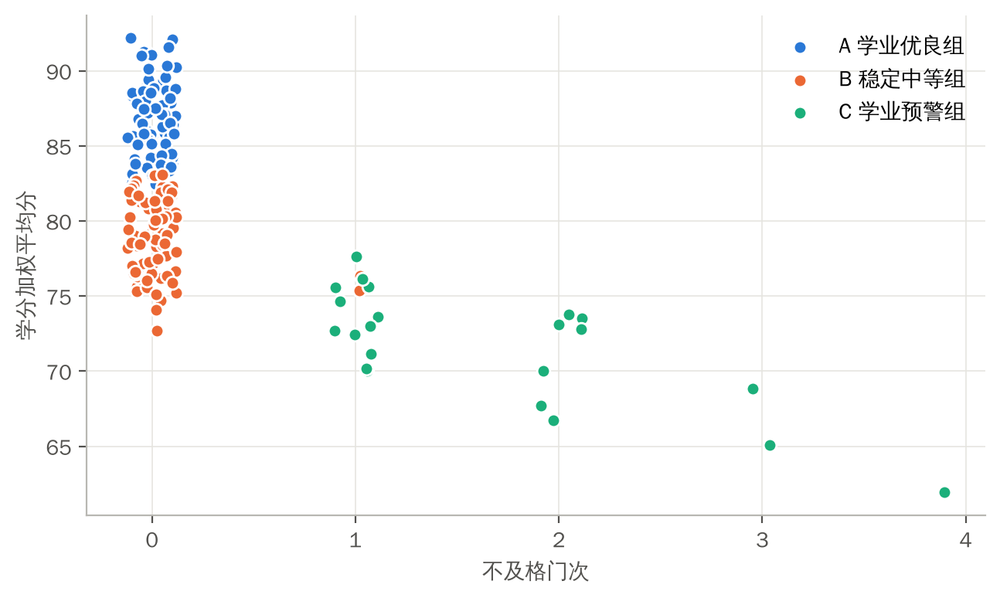 A 学业优良组
B 稳定中等组
C 学业预警组
90
85
80
75
70
65
学分加权平均分
0 1 2 3 4
不及格门次